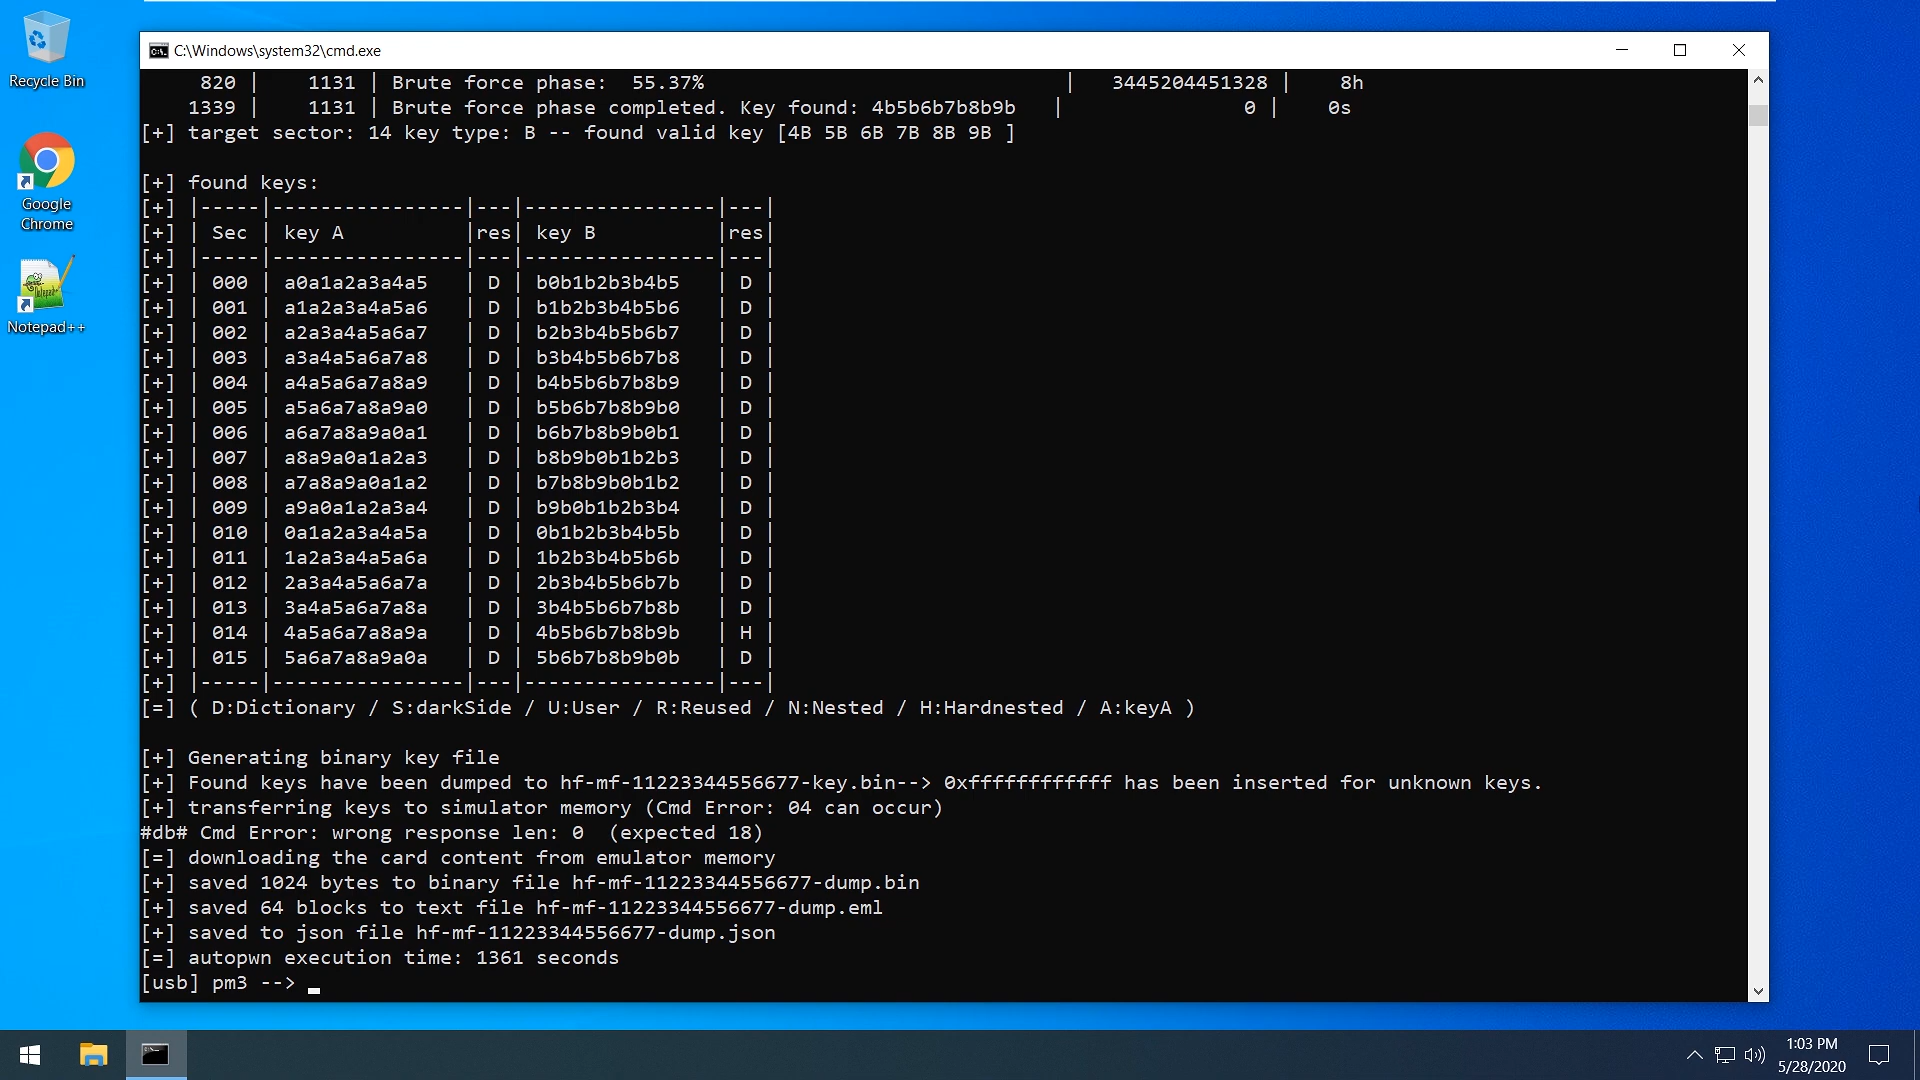 Recycle Bin
Google
Chrome
Notepad++
C:\Windows\system32\cmd.exe
820 | 1131 | Brute force phase: 55.37% | 3445204451328 | 8h
1339 | 1131 | Brute force phase completed. Key found: 4b5b6b7b8b9b | 0 | 0s
[+] target sector: 14 key type: B -- found valid key [4B 5B 6B 7B 8B 9B ]
[+] found keys:
[+] |-----|----------------|---|----------------|---|
[+] | Sec | key A |res| key B |res|
[+] |-----|----------------|---|----------------|---|
[+] | 000 | a0a1a2a3a4a5 | D | b0b1b2b3b4b5 | D |
[+] | 001 | a1a2a3a4a5a6 | D | b1b2b3b4b5b6 | D |
[+] | 002 | a2a3a4a5a6a7 | D | b2b3b4b5b6b7 | D |
[+] | 003 | a3a4a5a6a7a8 | D | b3b4b5b6b7b8 | D |
[+] | 004 | a4a5a6a7a8a9 | D | b4b5b6b7b8b9 | D |
[+] | 005 | a5a6a7a8a9a0 | D | b5b6b7b8b9b0 | D |
[+] | 006 | a6a7a8a9a0a1 | D | b6b7b8b9b0b1 | D |
[+] | 007 | a8a9a0a1a2a3 | D | b8b9b0b1b2b3 | D |
[+] | 008 | a7a8a9a0a1a2 | D | b7b8b9b0b1b2 | D |
[+] | 009 | a9a0a1a2a3a4 | D | b9b0b1b2b3b4 | D |
[+] | 010 | 0a1a2a3a4a5a | D | 0b1b2b3b4b5b | D |
[+] | 011 | 1a2a3a4a5a6a | D | 1b2b3b4b5b6b | D |
[+] | 012 | 2a3a4a5a6a7a | D | 2b3b4b5b6b7b | D |
[+] | 013 | 3a4a5a6a7a8a | D | 3b4b5b6b7b8b | D |
[+] | 014 | 4a5a6a7a8a9a | D | 4b5b6b7b8b9b | H |
[+] | 015 | 5a6a7a8a9a0a | D | 5b6b7b8b9b0b | D |
[+] |-----|----------------|---|----------------|---|
[=] ( D:Dictionary / S:darkSide / U:User / R:Reused / N:Nested / H:Hardnested / A:keyA )
[+] Generating binary key file
[+] Found keys have been dumped to hf-mf-11223344556677-key.bin--> 0xffffffffffff has been inserted for unknown keys.
[+] transferring keys to simulator memory (Cmd Error: 04 can occur)
#db# Cmd Error: wrong response len: 0 (expected 18)
[=] downloading the card content from emulator memory
[+] saved 1024 bytes to binary file hf-mf-11223344556677-dump.bin
[+] saved 64 blocks to text file hf-mf-11223344556677-dump.eml
[+] saved to json file hf-mf-11223344556677-dump.json
[=] autopwn execution time: 1361 seconds
[usb] pm3 --> _
1:03 PM
5/28/2020